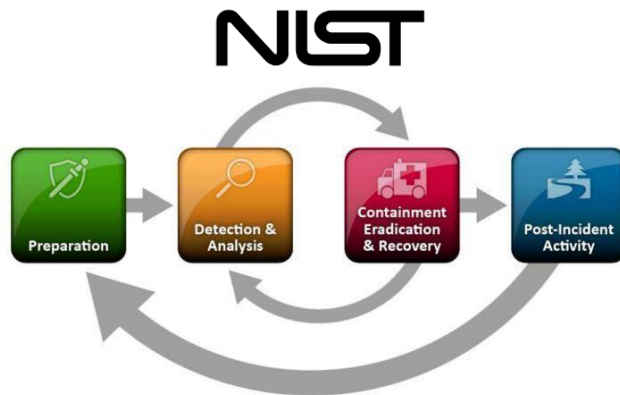 NIST
Preparation
Detection &
Analysis
Containment
Eradication
& Recovery
Post-Incident
Activity